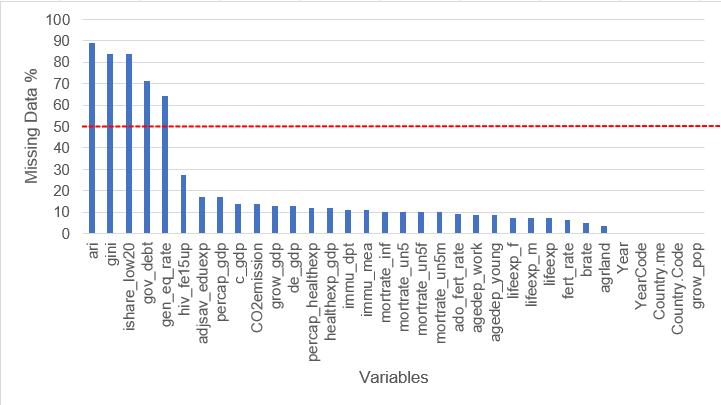 100
90
80
70
60
50
40
30
20
10
0
Missing Data %
ari
gini
ishare_low20
gov_debt
gen_eq_rate
hiv_fe15up
adjsav_eduexp
percap_gdp
c_gdp
CO2emission
grow_gdp
de_gdp
percap_healthexp
healthexp_gdp
immu_dpt
immu_mea
mortrate_inf
mortrate_un5
mortrate_un5f
mortrate_un5m
ado_fert_rate
agedep_work
agedep_young
lifeexp_f
lifeexp_m
lifeexp
fert_rate
brate
agrland
Year
YearCode
Country.me
Country.Code
grow_pop
Variables